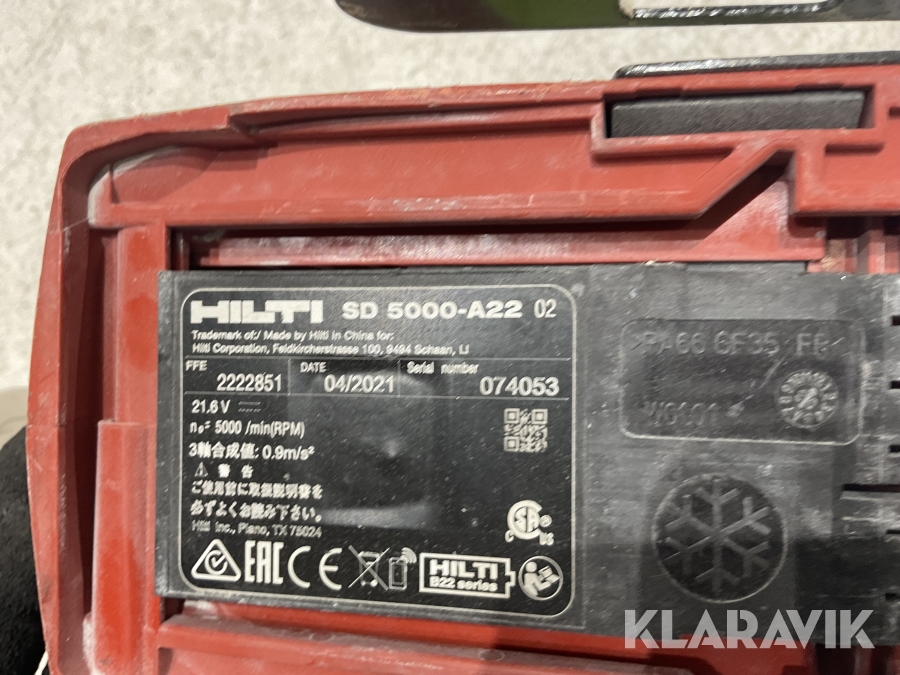 HILTI SD 5000-A22 02
Trademark of:/ Made by Hilti in China for:
Hilti Corporation, Feldkircherstrasse 100, 9494 Schaan, LI
FFE DATE Serial number
2222851 04/2021 074053
21.6 V
n₀= 5000 /min(RPM)
3軸合成値: 0.9m/s²
警 告
ご使用前に取扱説明書を
必ずよくお読み下さい。
Hilti Inc., Plano, TX 75024
EAC CE
HILTI
B22 series
US
KLARAVIK